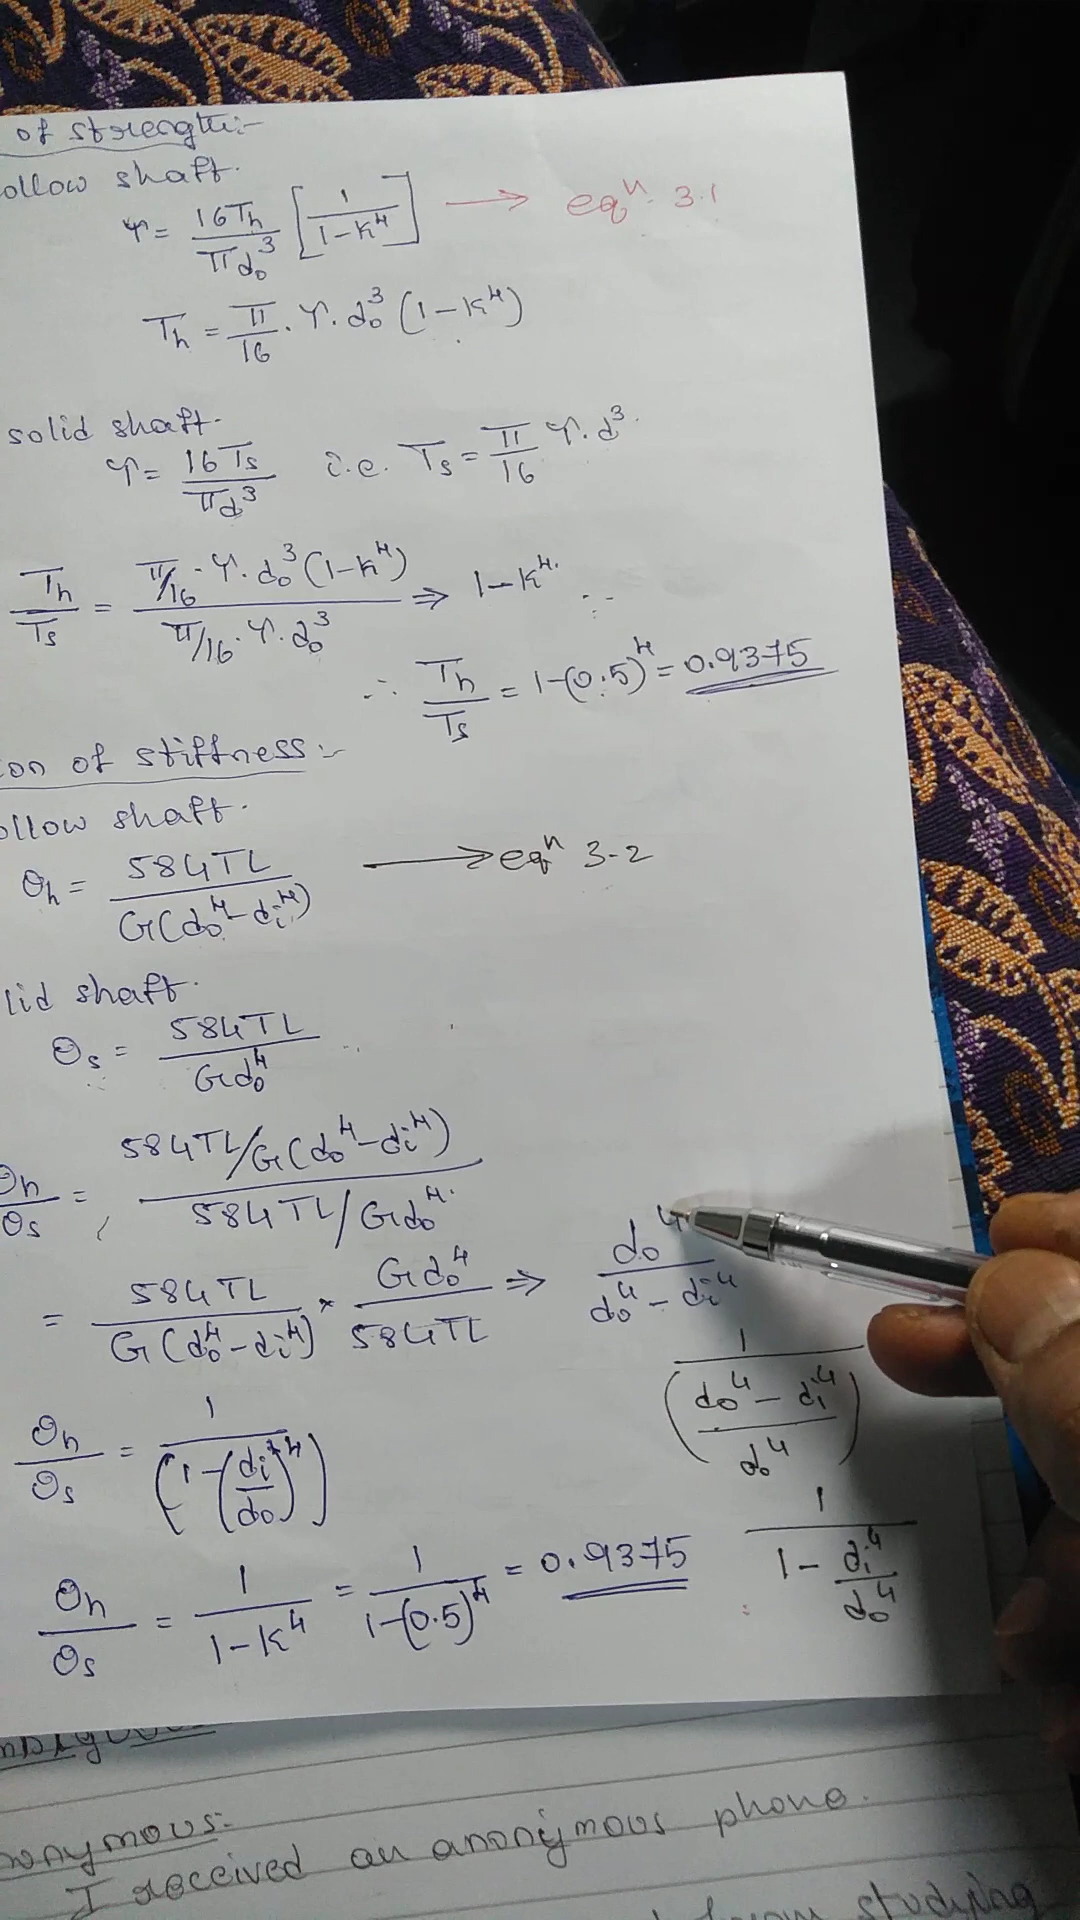 of strength:-
ollow shaft.
τ = 16Th / πdo³ [1 / 1-K⁴] → eqⁿ. 3.1
Th = π/16 . τ. do³ (1-K⁴)
solid shaft.
τ = 16Ts / πd³ i.e. Ts = π/16 τ. d³.
Th/Ts = π/16 . τ. do³ (1-K⁴) / π/16 . τ. do³ ⇒ 1-K⁴.
∴ Th/Ts = 1-(0.5)⁴ = 0.9375
on of stiffness :-
ollow shaft.
θh = 584TL / G(do⁴-di⁴) → eqⁿ 3.2
lid shaft.
θs = 584TL / Gdo⁴
θh/θs = 584TL/G(do⁴-di⁴) / 584TL/Gdo⁴.
= 584TL / G(do⁴-di⁴) × Gdo⁴ / 584TL ⇒ do⁴ / do⁴-di⁴
1 / (do⁴-di⁴ / do⁴)
θh/θs = 1 / (1-(di/do)⁴)
1 / 1-di⁴/do⁴
θh/θs = 1 / 1-K⁴ = 1 / 1-(0.5)⁴ = 0.9375
onymous:-
I received an anonymous phone.
studying